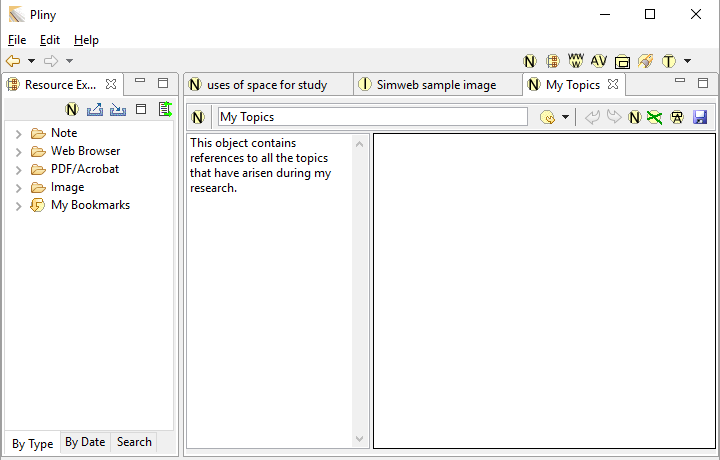 Pliny
File Edit Help
N WWW AV T
Resource Ex...
N uses of space for study
I Simweb sample image
N My Topics
N
N My Topics
N
Note
Web Browser
PDF/Acrobat
Image
My Bookmarks
This object contains
references to all the topics
that have arisen during my
research.
By Type By Date Search